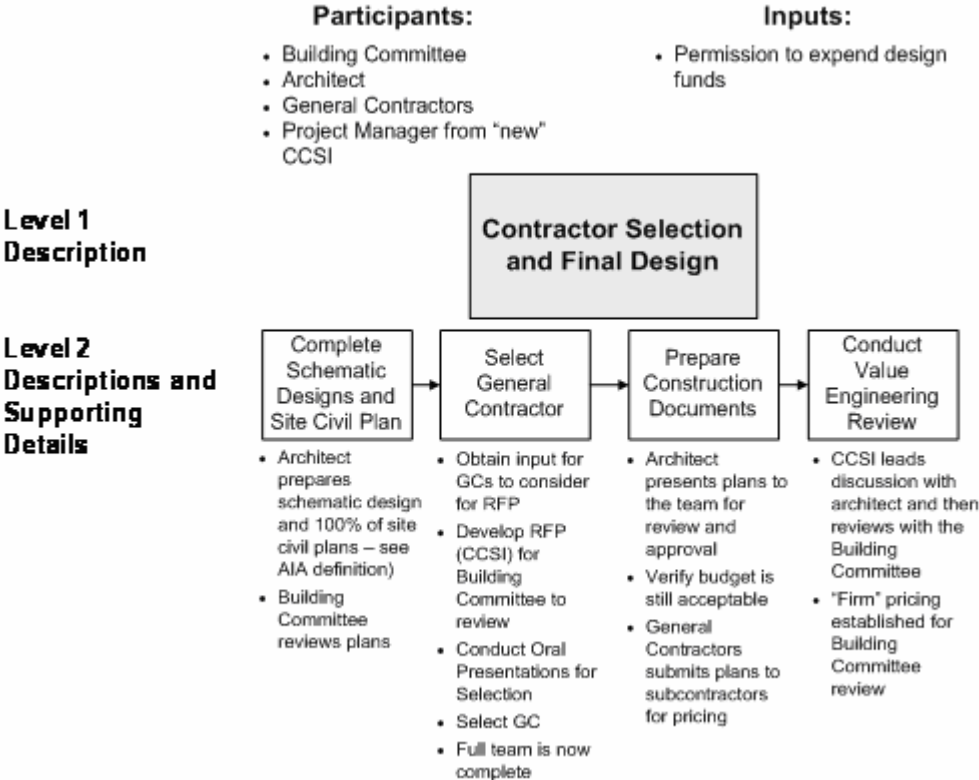 Participants:
• Building Committee
• Architect
• General Contractors
• Project Manager from “new”
CCSI
Inputs:
• Permission to expend design
funds
Level 1
Description
Contractor Selection
and Final Design
Level 2
Descriptions and
Supporting
Details
Complete
Schematic
Designs and
Site Civil Plan
• Architect
prepares
schematic design
and 100% of site
civil plans – see
AIA definition)
• Building
Committee
reviews plans
Select
General
Contractor
• Obtain input for
GCs to consider
for RFP
• Develop RFP
(CCSI) for
Building
Committee to
review
• Conduct Oral
Presentations for
Selection
• Select GC
• Full team is now
complete
Prepare
Construction
Documents
• Architect
presents plans to
the team for
review and
approval
• Verify budget is
still acceptable
• General
Contractors
submits plans to
subcontractors
for pricing
Conduct
Value
Engineering
Review
• CCSI leads
discussion with
architect and then
reviews with the
Building
Committee
• “Firm” pricing
established for
Building
Committee
review